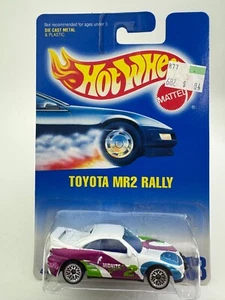 Not recommended for ages under 3.
DIE CAST METAL
& PLASTIC.
Hot Wheels
MATTEL
TOYOTA MR2 RALLY